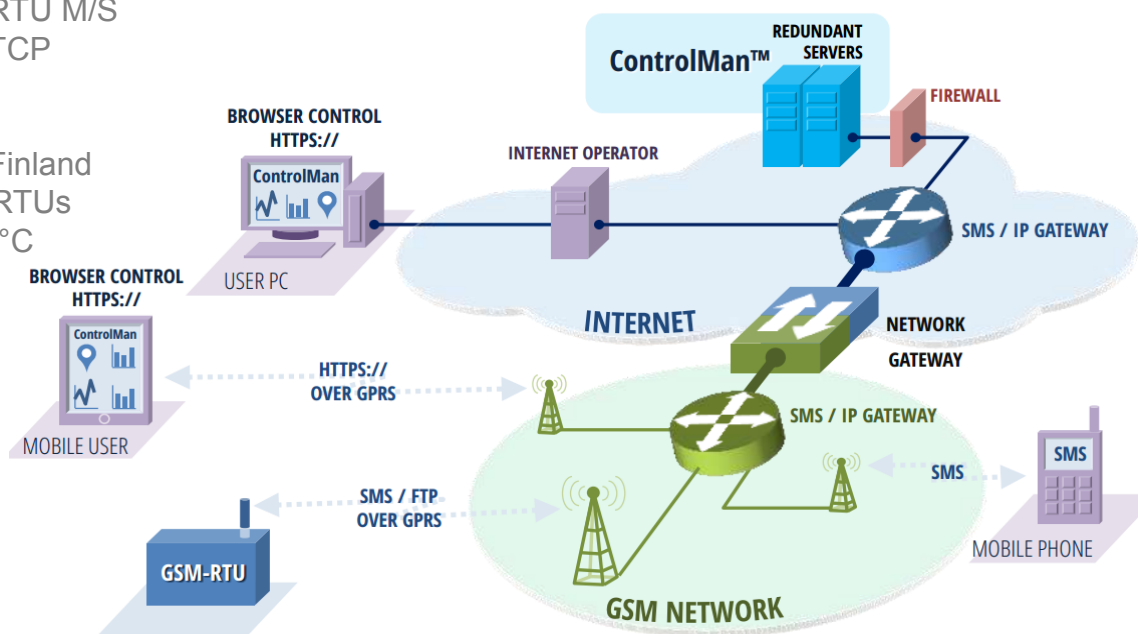 RTU M/S
TCP
Finland
RTUs
°C
ControlMan™
REDUNDANT
SERVERS
FIREWALL
BROWSER CONTROL
HTTPS://
ControlMan
USER PC
INTERNET OPERATOR
SMS / IP GATEWAY
BROWSER CONTROL
HTTPS://
ControlMan
MOBILE USER
INTERNET
NETWORK
GATEWAY
HTTPS://
OVER GPRS
SMS / IP GATEWAY
SMS / FTP
OVER GPRS
SMS
SMS
MOBILE PHONE
GSM-RTU
GSM NETWORK